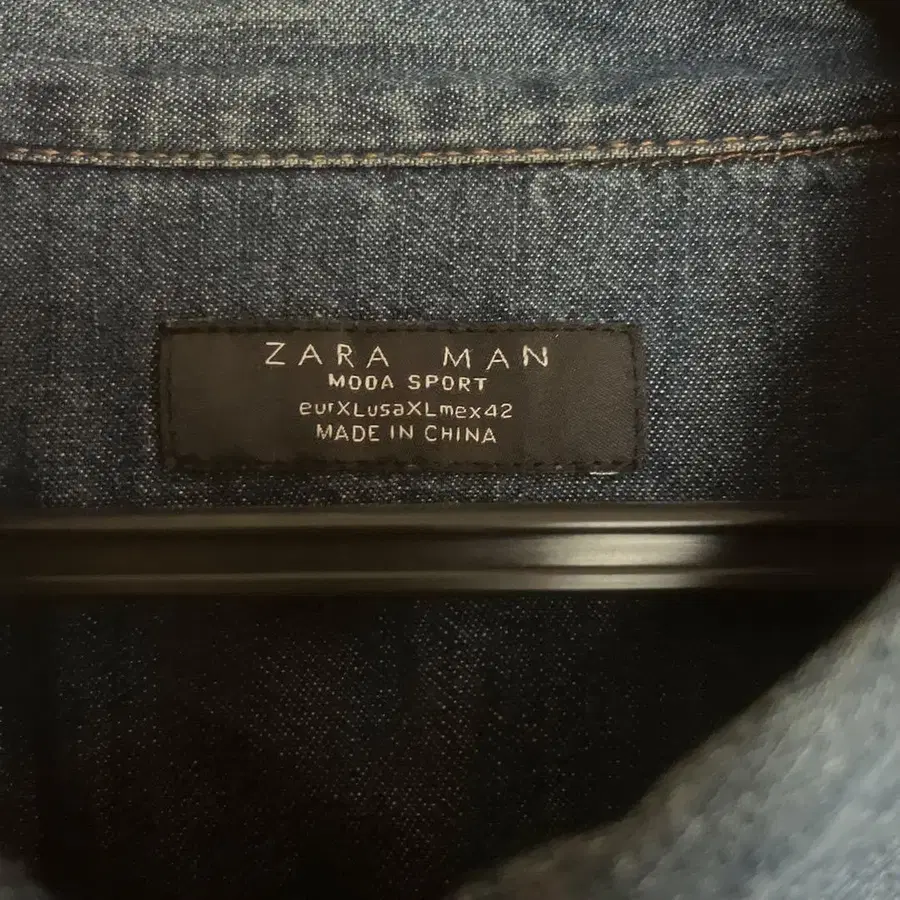 ZARA MAN
MODA SPORT
eurXLusaXLmex42
MADE IN CHINA